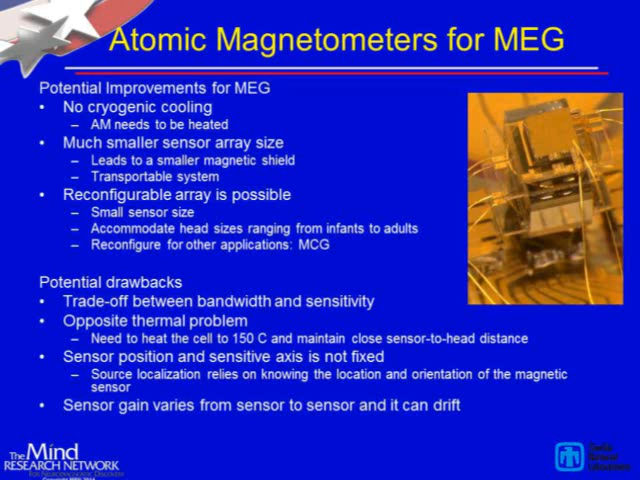 Atomic Magnetometers for MEG
Potential Improvements for MEG
• No cryogenic cooling
– AM needs to be heated
• Much smaller sensor array size
– Leads to a smaller magnetic shield
– Transportable system
• Reconfigurable array is possible
– Small sensor size
– Accommodate head sizes ranging from infants to adults
– Reconfigure for other applications: MCG
Potential drawbacks
• Trade-off between bandwidth and sensitivity
• Opposite thermal problem
– Need to heat the cell to 150 C and maintain close sensor-to-head distance
• Sensor position and sensitive axis is not fixed
– Source localization relies on knowing the location and orientation of the magnetic
sensor
• Sensor gain varies from sensor to sensor and it can drift
The Mind
RESEARCH NETWORK